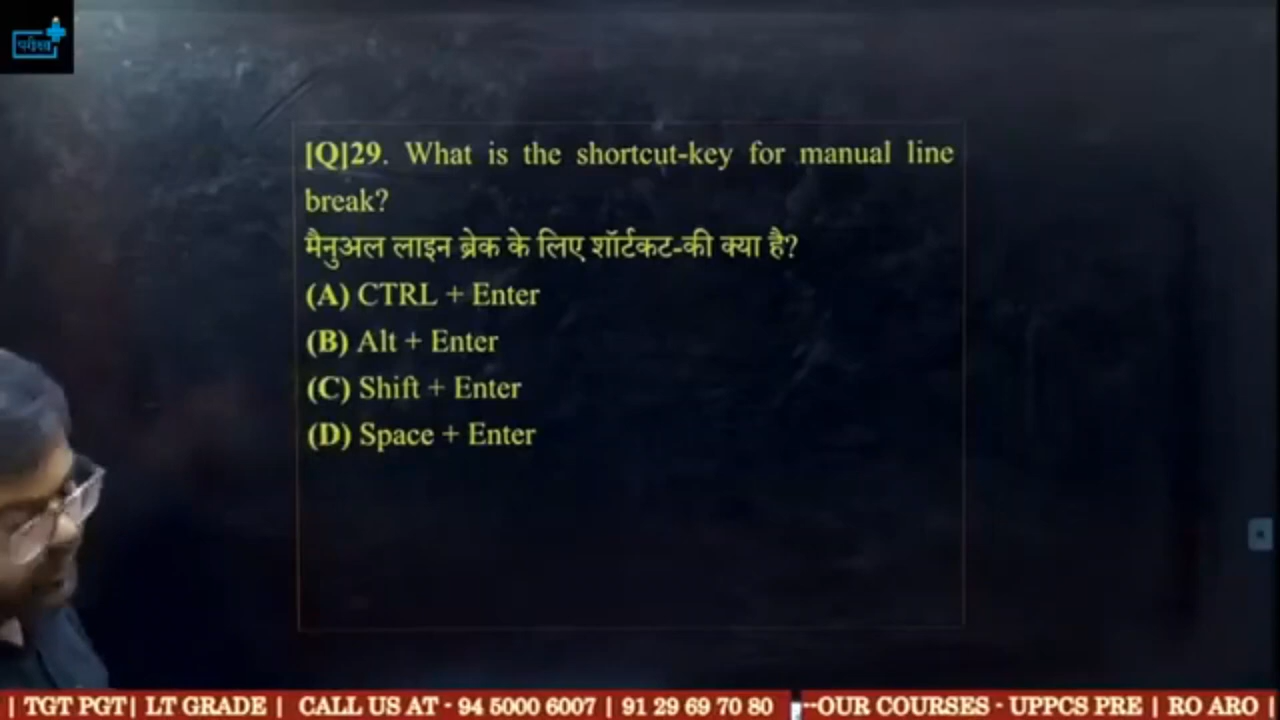 परीक्षा
[Q]29. What is the shortcut-key for manual line
break?
मैनुअल लाइन ब्रेक के लिए शॉर्टकट-की क्या है?
(A) CTRL + Enter
(B) Alt + Enter
(C) Shift + Enter
(D) Space + Enter
| TGT PGT| LT GRADE | CALL US AT - 94 5000 6007 | 91 29 69 70 80 --OUR COURSES - UPPCS PRE | RO ARO |